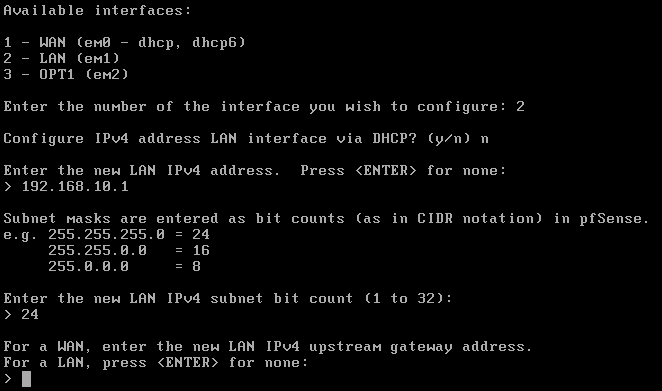 Available interfaces:
1 - WAN (em0 - dhcp, dhcp6)
2 - LAN (em1)
3 - OPT1 (em2)
Enter the number of the interface you wish to configure: 2
Configure IPv4 address LAN interface via DHCP? (y/n) n
Enter the new LAN IPv4 address.  Press <ENTER> for none:
> 192.168.10.1
Subnet masks are entered as bit counts (as in CIDR notation) in pfSense.
e.g. 255.255.255.0 = 24
     255.255.0.0   = 16
     255.0.0.0     = 8
Enter the new LAN IPv4 subnet bit count (1 to 32):
> 24
For a WAN, enter the new LAN IPv4 upstream gateway address.
For a LAN, press <ENTER> for none:
>